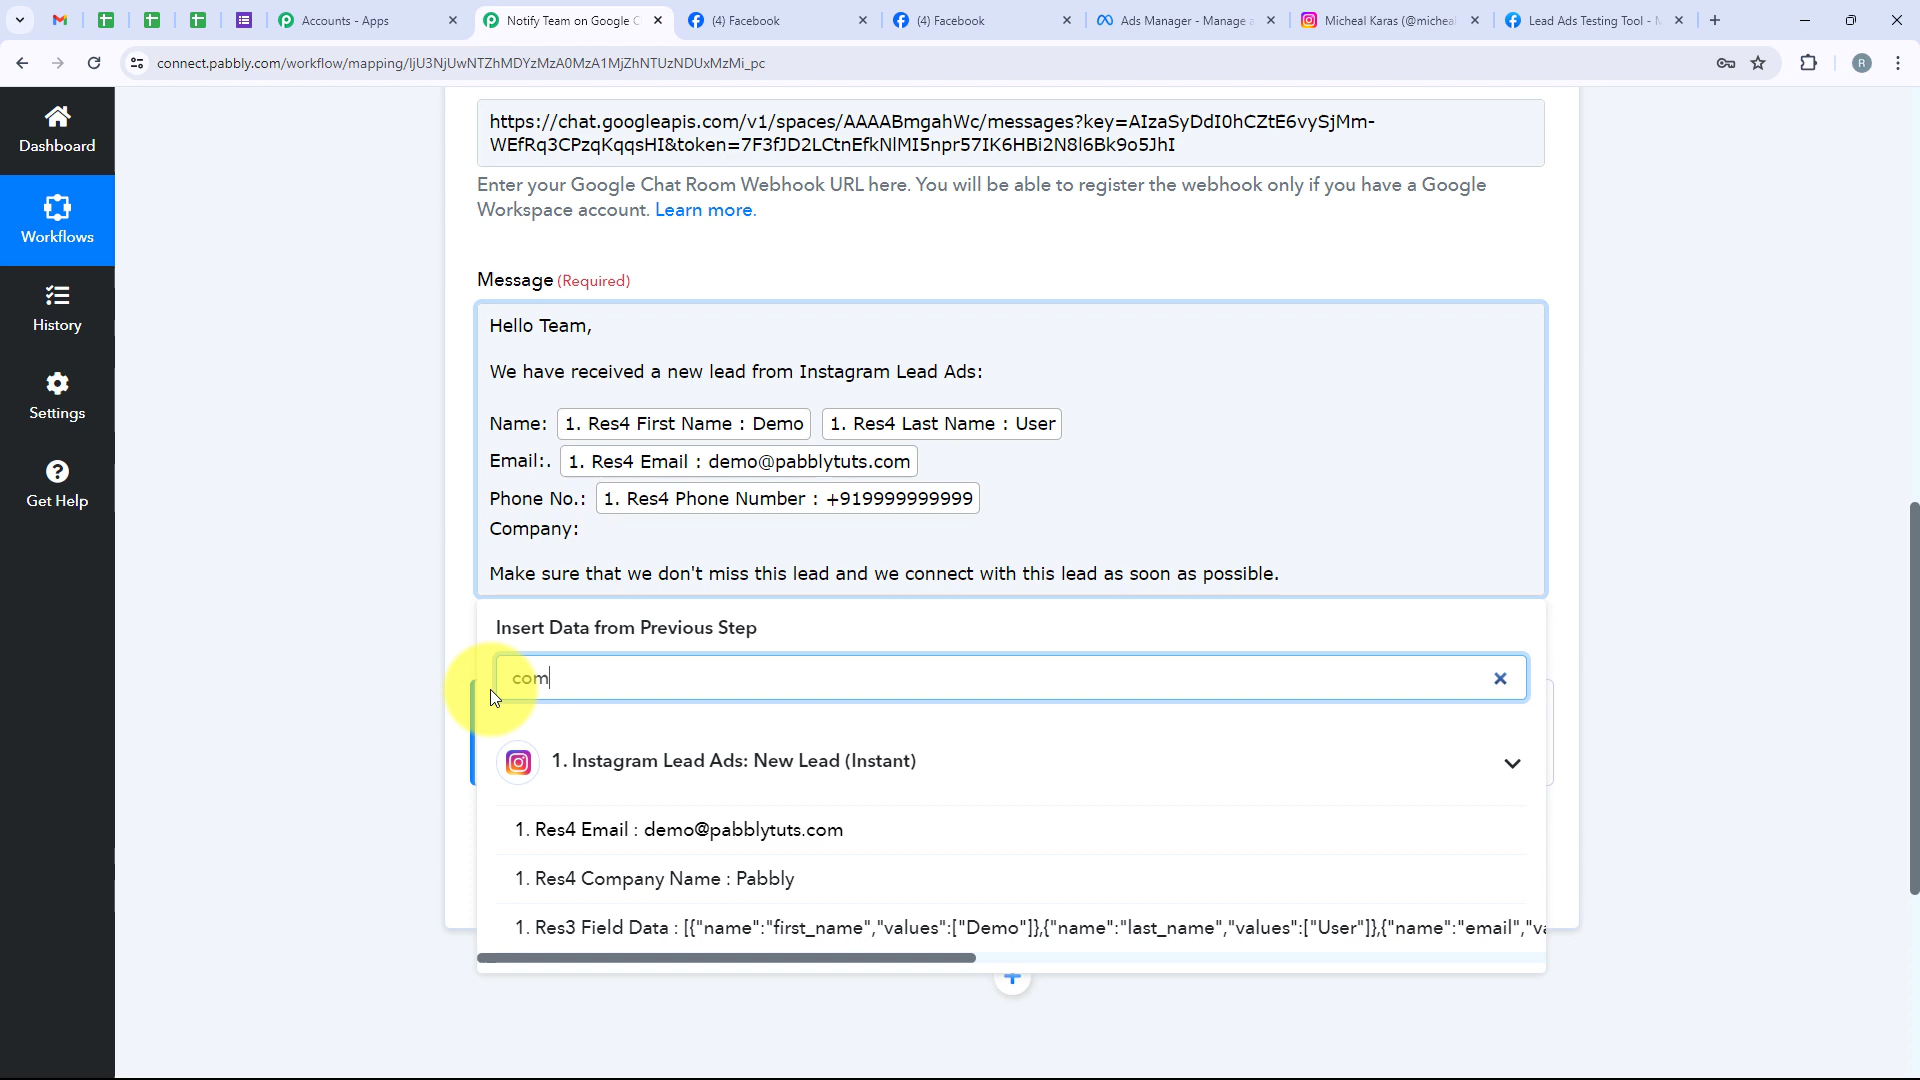 Accounts - Apps
Notify Team on Google C
(4) Facebook
(4) Facebook
Ads Manager - Manage a
Micheal Karas (@micheal
Lead Ads Testing Tool - M
connect.pabbly.com/workflow/mapping/IjU3NjUwNTZhMDYzMzA0MzA1MjZhNTUzNDUxMzMi_pc
R
Dashboard
Workflows
History
Settings
Get Help
https://chat.googleapis.com/v1/spaces/AAAABmgahWc/messages?key=AIzaSyDdI0hCZtE6vySjMm-
WEfRq3CPzqKqqsHI&token=7F3fJD2LCtnEfkNlMI5npr57IK6HBi2N8l6Bk9o5JhI
Enter your Google Chat Room Webhook URL here. You will be able to register the webhook only if you have a Google
Workspace account. Learn more.
Message (Required)
Hello Team,
We have received a new lead from Instagram Lead Ads:
Name: 1. Res4 First Name : Demo 1. Res4 Last Name : User
Email:. 1. Res4 Email : demo@pabblytuts.com
Phone No.: 1. Res4 Phone Number : +919999999999
Company:
Make sure that we don't miss this lead and we connect with this lead as soon as possible.
Insert Data from Previous Step
com
1. Instagram Lead Ads: New Lead (Instant)
1. Res4 Email : demo@pabblytuts.com
1. Res4 Company Name : Pabbly
1. Res3 Field Data : [{"name":"first_name","values":["Demo"]},{"name":"last_name","values":["User"]},{"name":"email","va